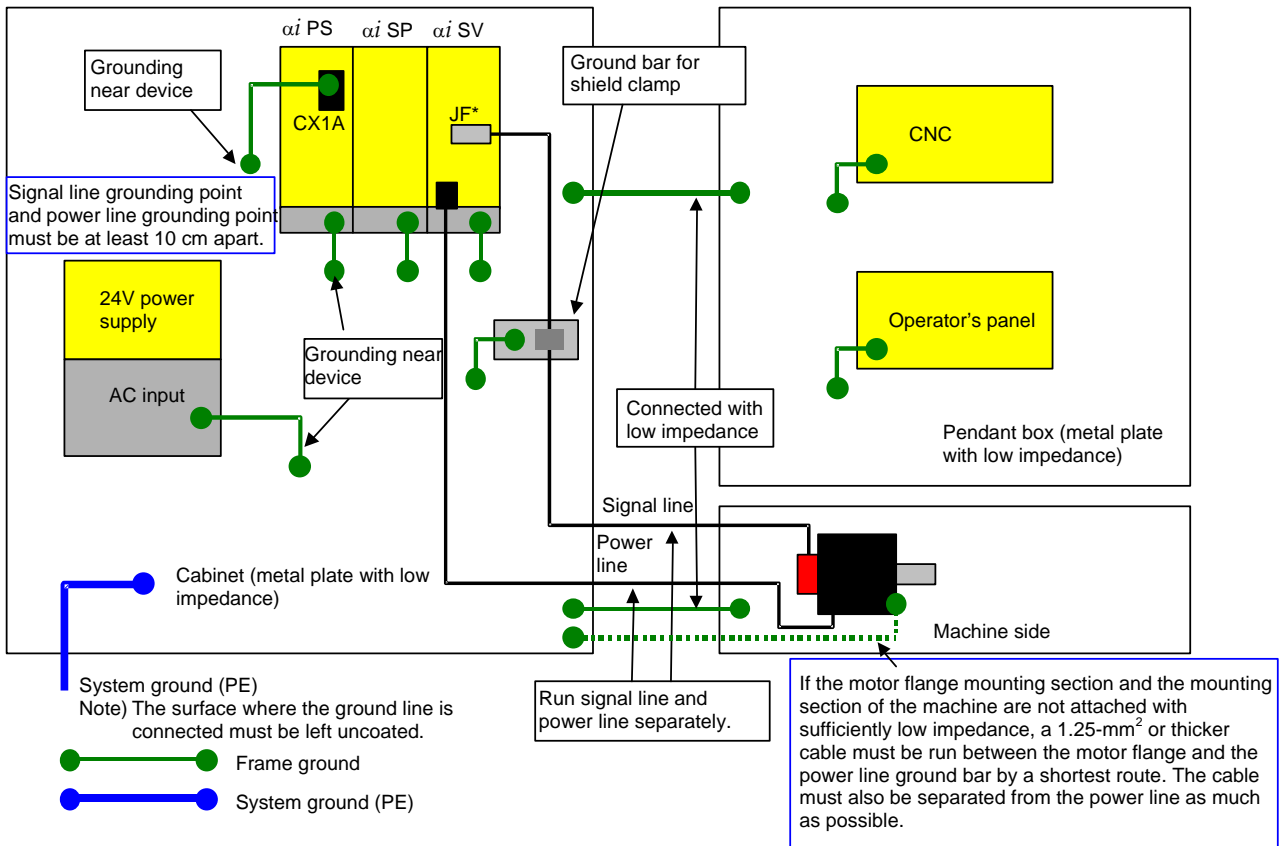 αi PS
αi SP
αi SV
Grounding
near device
CX1A
JF*
Ground bar for
shield clamp
CNC
Signal line grounding point
and power line grounding point
must be at least 10 cm apart.
24V power
supply
AC input
Grounding near
device
Operator's panel
Connected with
low impedance
Pendant box (metal plate
with low impedance)
Signal line
Power
line
Cabinet (metal plate with low
impedance)
Machine side
System ground (PE)
Note) The surface where the ground line is
connected must be left uncoated.
Run signal line and
power line separately.
If the motor flange mounting section and the mounting
section of the machine are not attached with
sufficiently low impedance, a 1.25-mm² or thicker
cable must be run between the motor flange and the
power line ground bar by a shortest route. The cable
must also be separated from the power line as much
as possible.
Frame ground
System ground (PE)